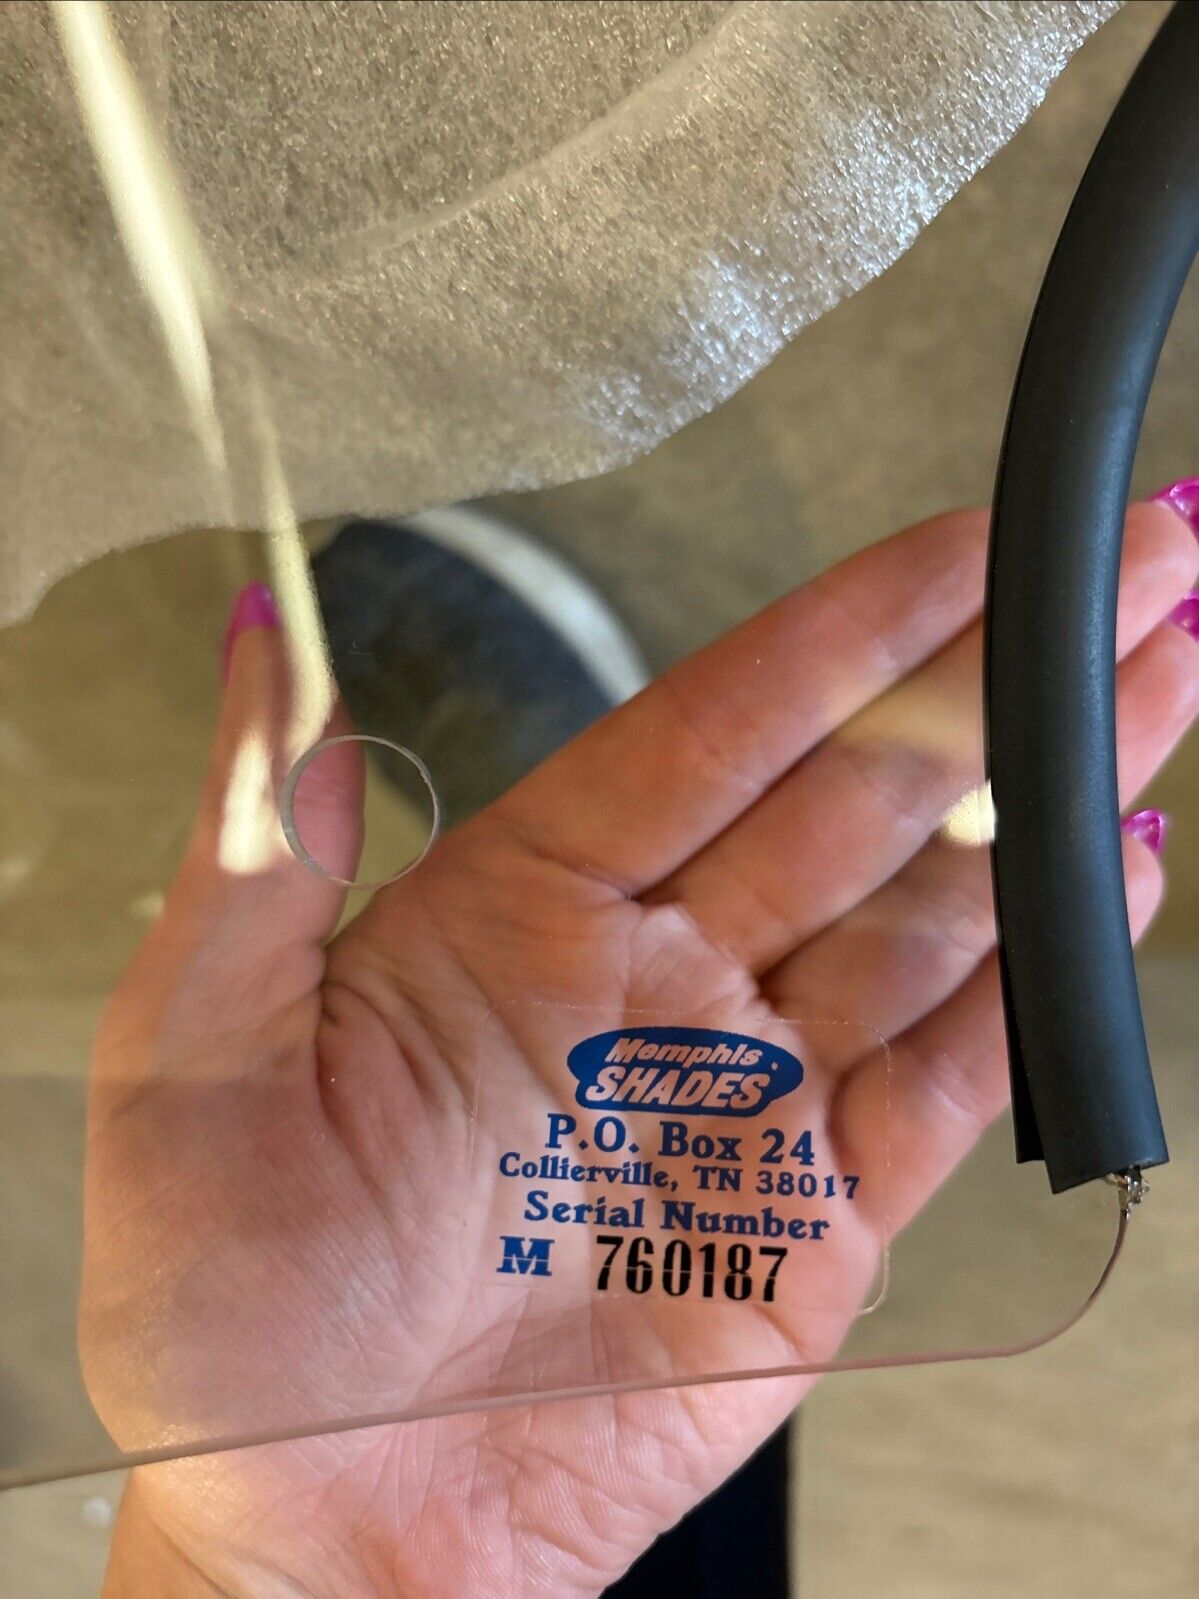 Memphis
SHADES
P.O. Box 24
Collierville, TN 38017
Serial Number
M 760187